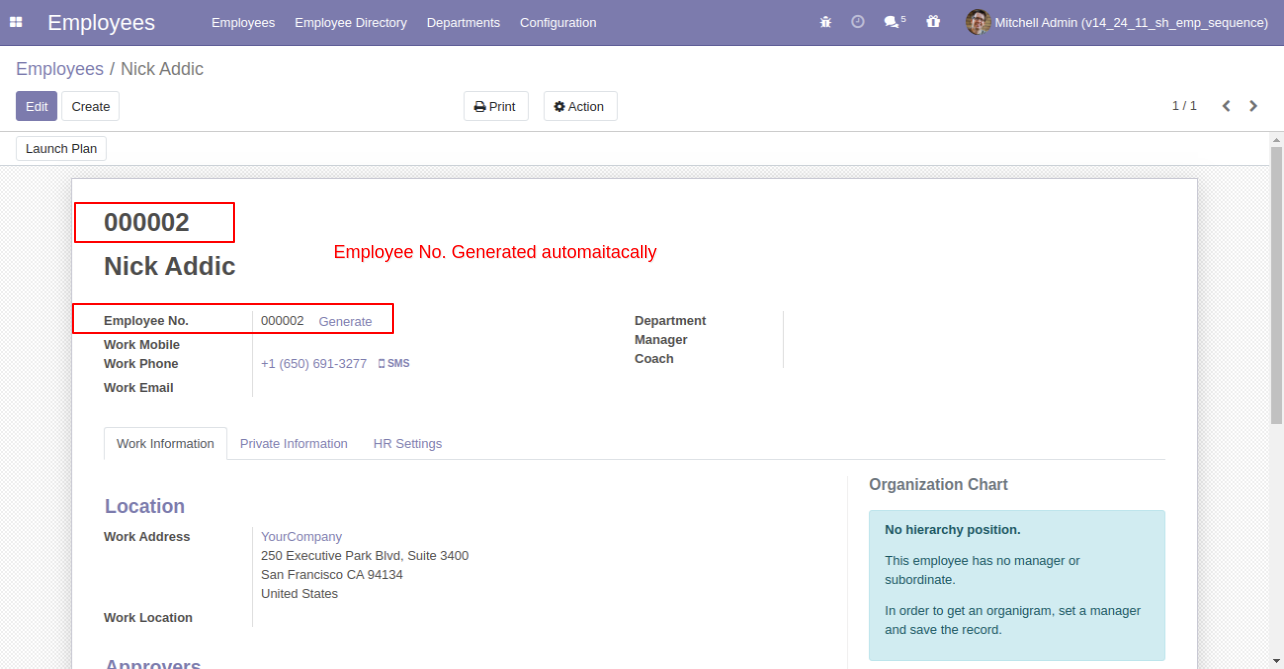 Employees Employees Employee Directory Departments Configuration 5 Mitchell Admin (v14_24_11_sh_emp_sequence)
Employees / Nick Addic
Edit Create Print Action 1 / 1
Launch Plan
000002
Employee No. Generated automaitacally
Nick Addic
Employee No. 000002 Generate
Work Mobile
Work Phone +1 (650) 691-3277 SMS
Work Email
Department
Manager
Coach
Work Information Private Information HR Settings
Location
Work Address YourCompany
250 Executive Park Blvd, Suite 3400
San Francisco CA 94134
United States
Work Location
Approvers
Organization Chart
No hierarchy position.
This employee has no manager or
subordinate.
In order to get an organigram, set a manager
and save the record.